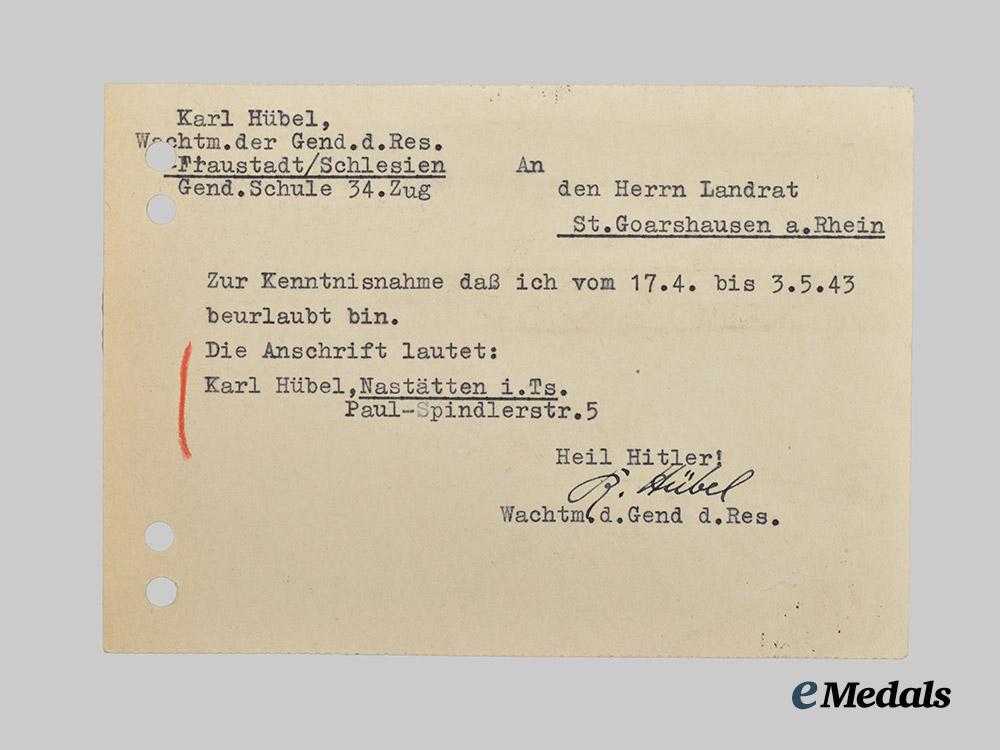 Karl Hübel,
Wachtm.der Gend.d.Res.
Fraustadt/Schlesien
Gend.Schule 34.Zug
An
den Herrn Landrat
St.Goarshausen a.Rhein
Zur Kenntnisnahme daß ich vom 17.4. bis 3.5.43
beurlaubt bin.
Die Anschrift lautet:
Karl Hübel,Nastätten i.Ts.
Paul-Spindlerstr.5
Heil Hitler!
K. Hübel
Wachtm.d.Gend d.Res.
eMedals